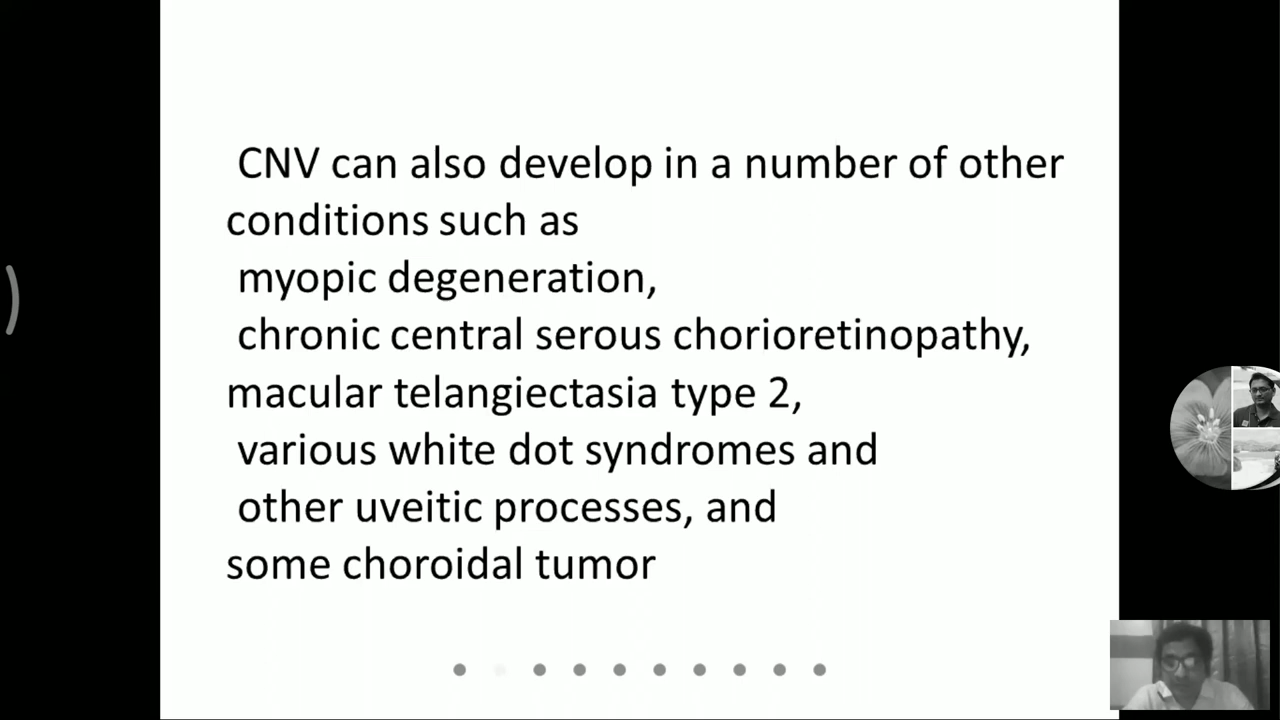 CNV can also develop in a number of other
conditions such as
myopic degeneration,
chronic central serous chorioretinopathy,
macular telangiectasia type 2,
various white dot syndromes and
other uveitic processes, and
some choroidal tumor